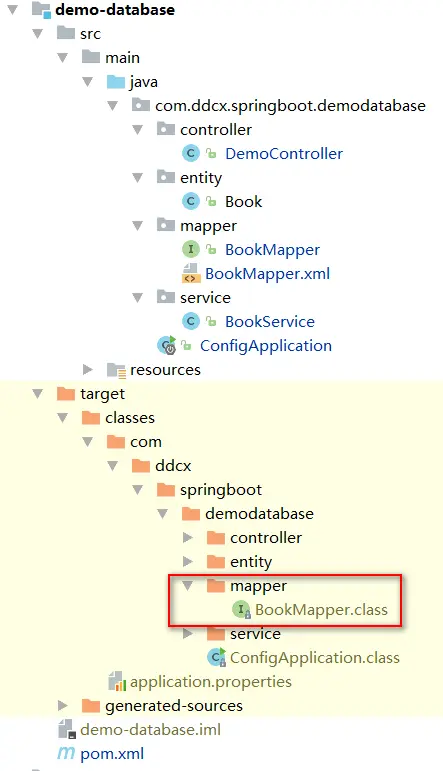 demo-database
src
main
java
com.ddcx.springboot.demodatabase
controller
DemoController
entity
Book
mapper
BookMapper
BookMapper.xml
service
BookService
ConfigApplication
resources
target
classes
com
ddcx
springboot
demodatabase
controller
entity
mapper
BookMapper.class
service
ConfigApplication.class
application.properties
generated-sources
demo-database.iml
pom.xml